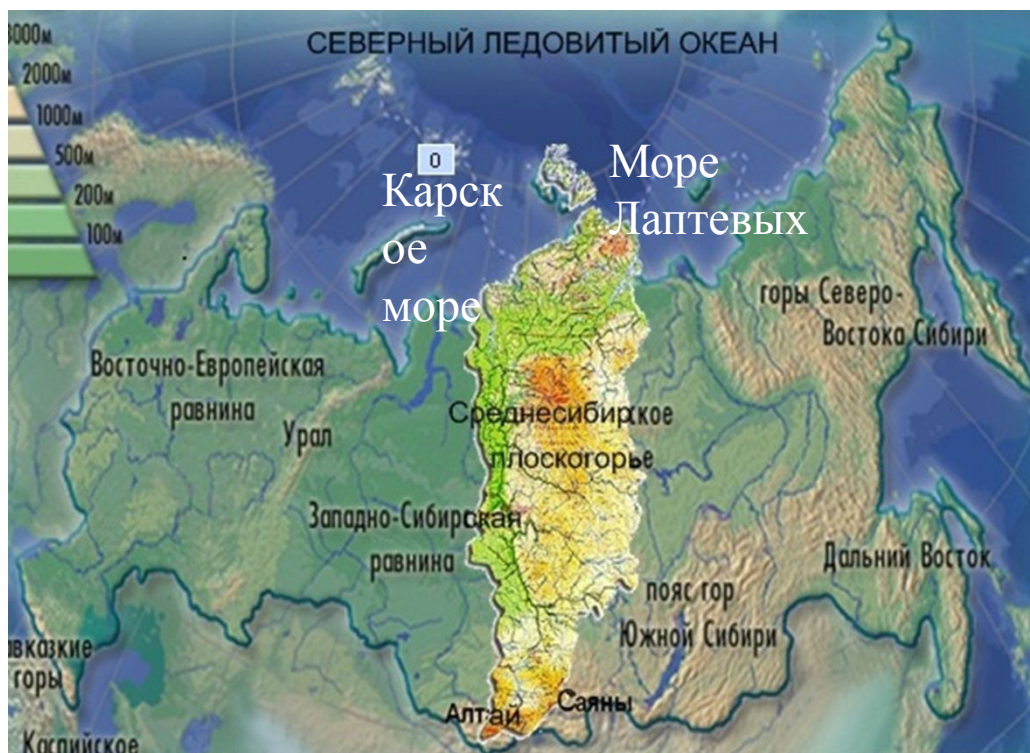 3000м
СЕВЕРНЫЙ ЛЕДОВИТЫЙ ОКЕАН
2000м
1000м
500м
200м
100м
0
Карск
ое
море
Море
Лаптевых
горы Северо-
Востока Сибири
Восточно-Европейская
равнина
Урал
Среднесибирское
плоскогорье
Западно-Сибирская
равнина
Дальний Восток
пояс гор
Южной Сибири
авказкие
горы
Алтай
Саяны
Каспийское